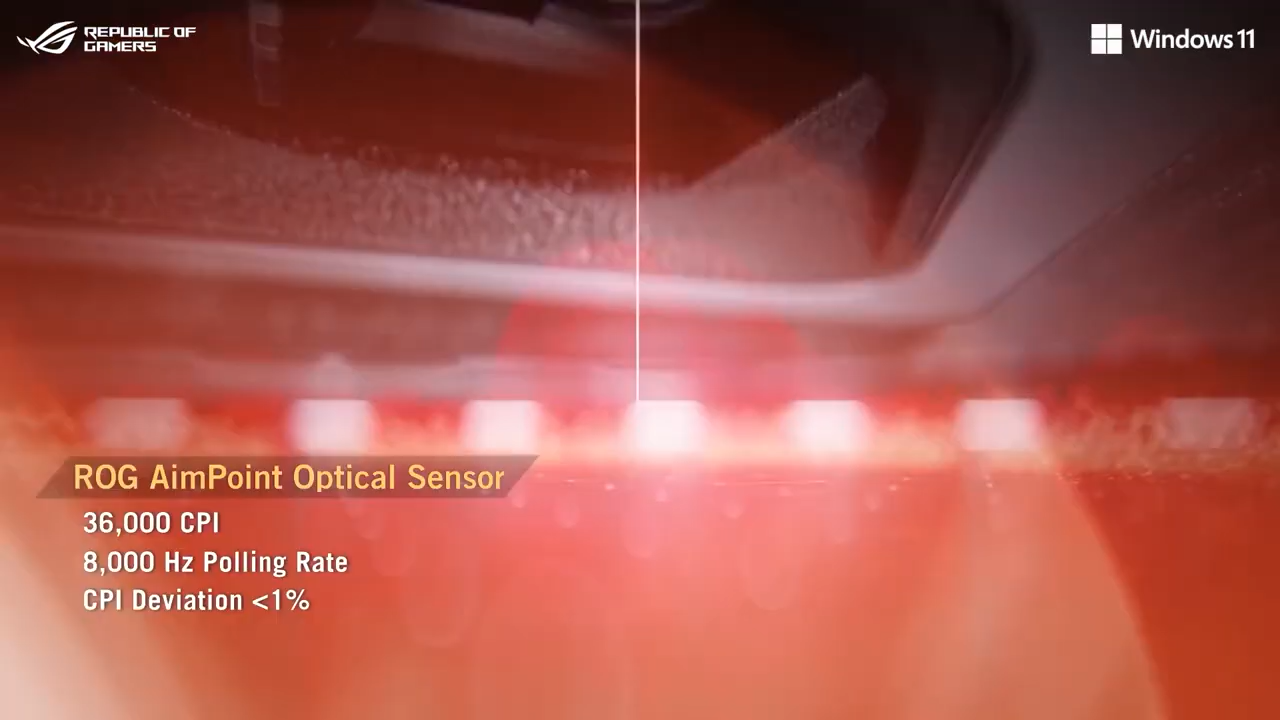 REPUBLIC OF
GAMERS
Windows 11
ROG AimPoint Optical Sensor
36,000 CPI
8,000 Hz Polling Rate
CPI Deviation <1%